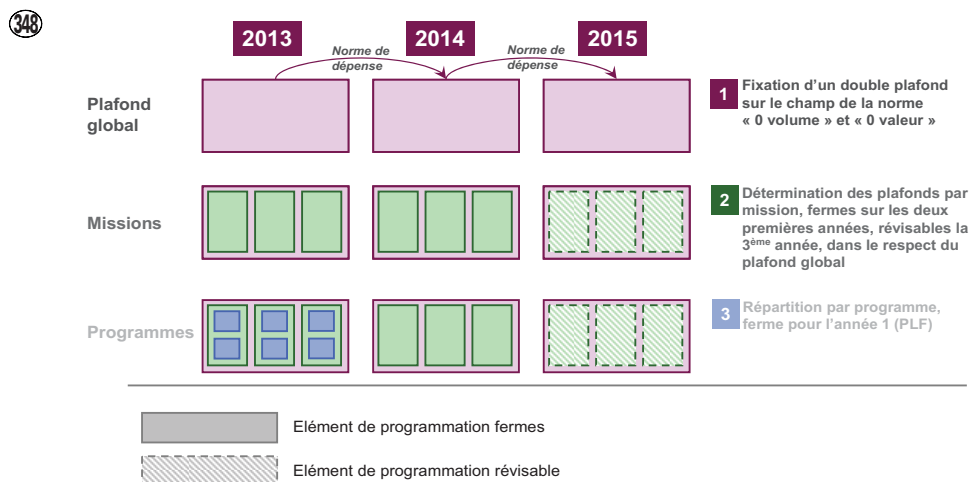 348
2013
2014
2015
Norme de
dépense
Norme de
dépense
Plafond
global
1
Fixation d’un double plafond
sur le champ de la norme
« 0 volume » et « 0 valeur »
Missions
2
Détermination des plafonds par
mission, fermes sur les deux
premières années, révisables la
3ème année, dans le respect du
plafond global
Programmes
3
Répartition par programme,
ferme pour l’année 1 (PLF)
Elément de programmation fermes
Elément de programmation révisable